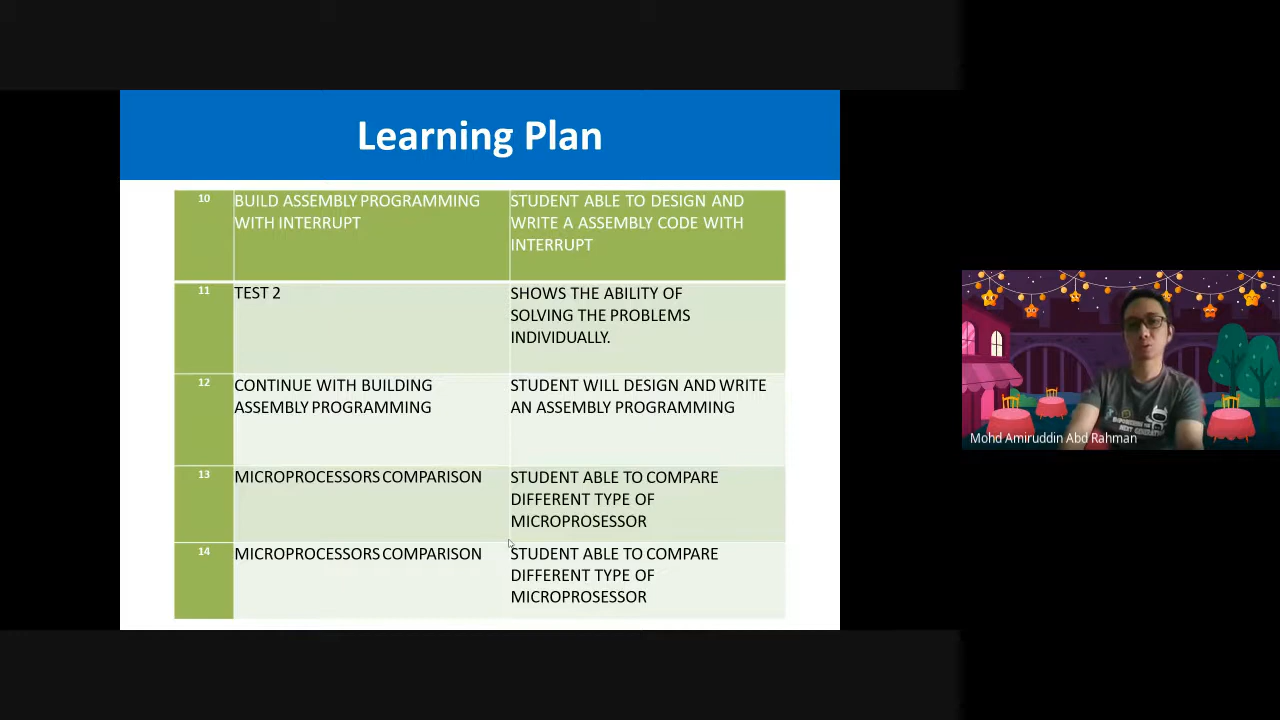 Learning Plan
10
BUILD ASSEMBLY PROGRAMMING
WITH INTERRUPT
STUDENT ABLE TO DESIGN AND
WRITE A ASSEMBLY CODE WITH
INTERRUPT
11
TEST 2
SHOWS THE ABILITY OF
SOLVING THE PROBLEMS
INDIVIDUALLY.
12
CONTINUE WITH BUILDING
ASSEMBLY PROGRAMMING
STUDENT WILL DESIGN AND WRITE
AN ASSEMBLY PROGRAMMING
13
MICROPROCESSORS COMPARISON
STUDENT ABLE TO COMPARE
DIFFERENT TYPE OF
MICROPROSESSOR
14
MICROPROCESSORS COMPARISON
STUDENT ABLE TO COMPARE
DIFFERENT TYPE OF
MICROPROSESSOR
NEXT GENERATION
Mohd Amiruddin Abd Rahman